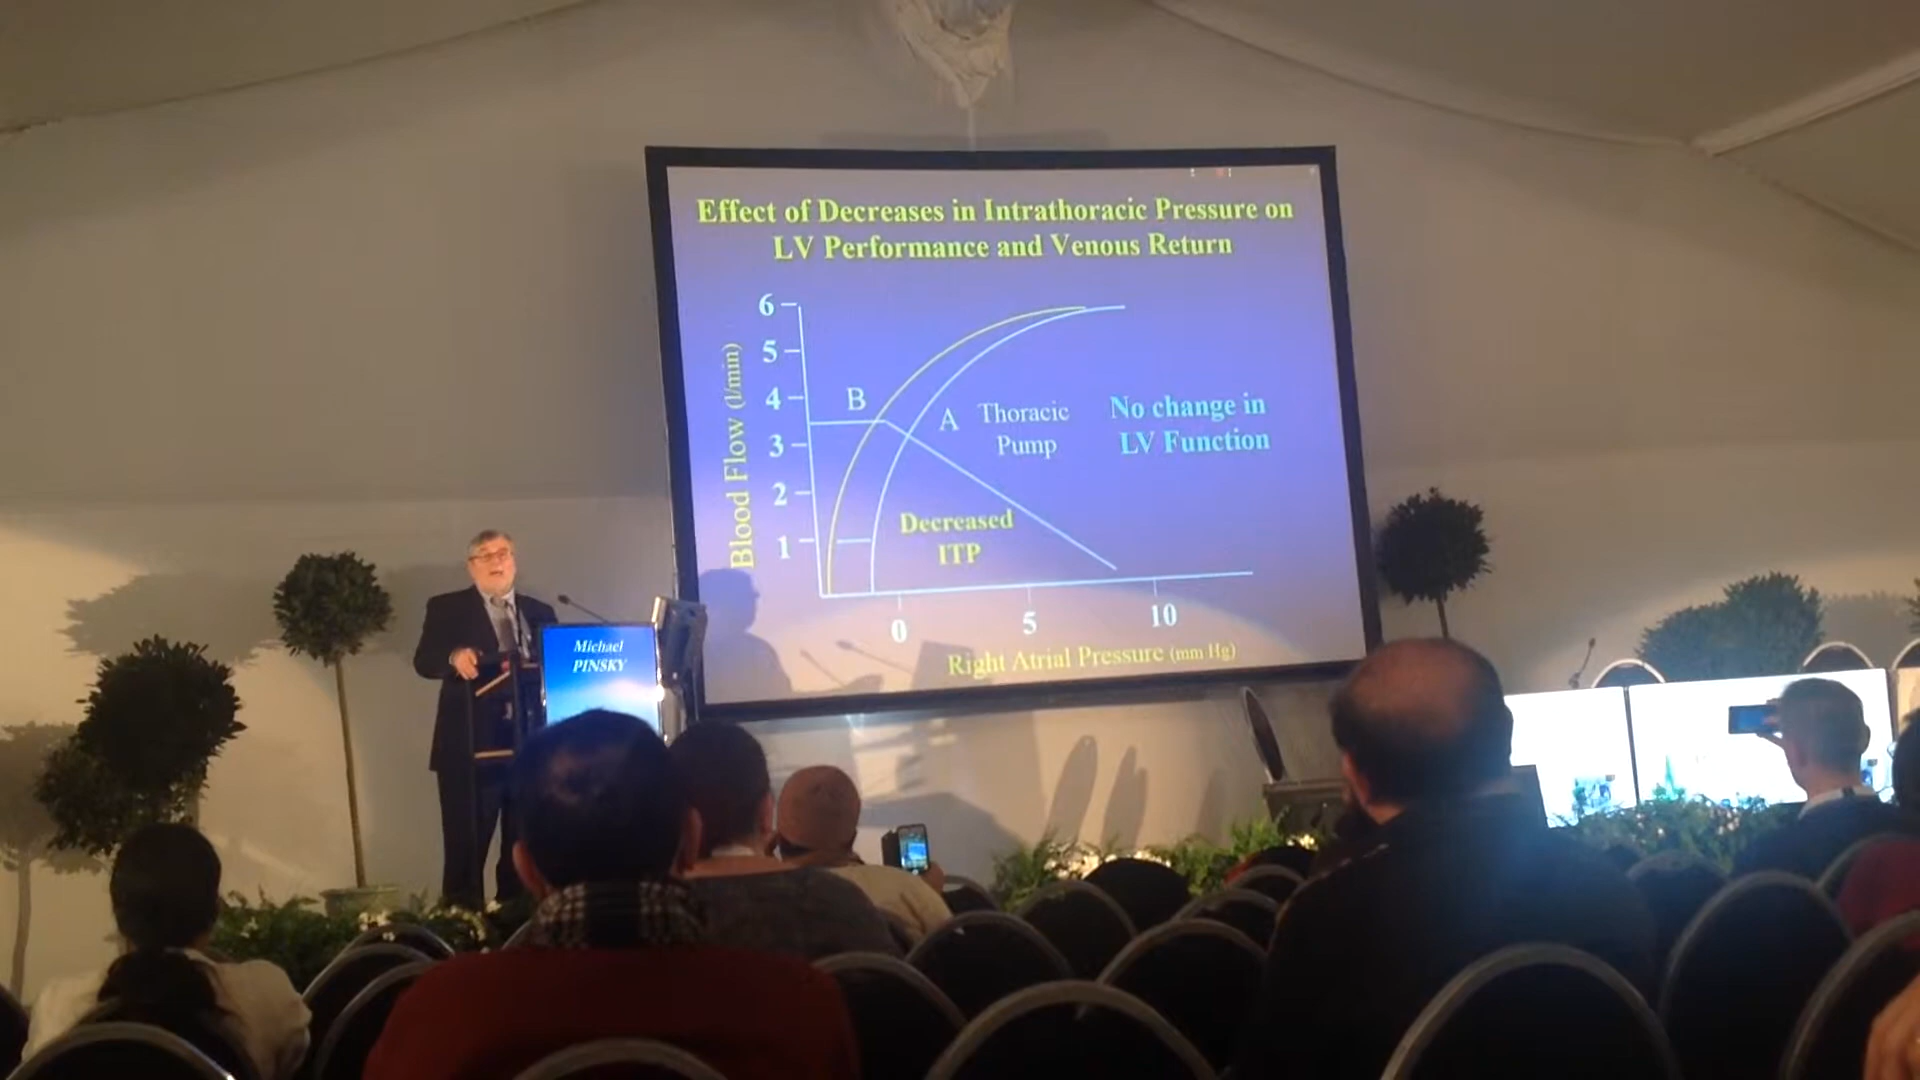 Effect of Decreases in Intrathoracic Pressure on
LV Performance and Venous Return
6
5
4
3
2
1
Blood Flow (l/min)
B
A
Thoracic
Pump
No change in
LV Function
Decreased
ITP
0
5
10
Right Atrial Pressure (mm Hg)
Michael
PINSKY